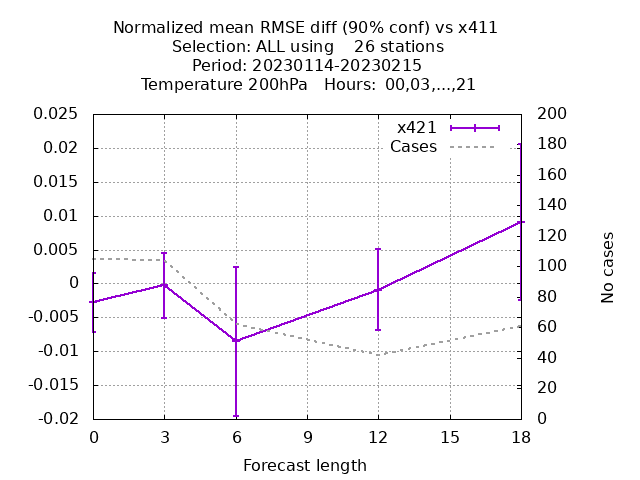 Normalized mean RMSE diff (90% conf) vs x411
Selection: ALL using    26 stations
Period: 20230114-20230215
Temperature 200hPa   Hours: 00,03,...,21
0.025
0.02
0.015
0.01
0.005
0
-0.005
-0.01
-0.015
-0.02
200
180
160
140
120
100
80
60
40
20
0
x421
Cases
No cases
0 3 6 9 12 15 18
Forecast length